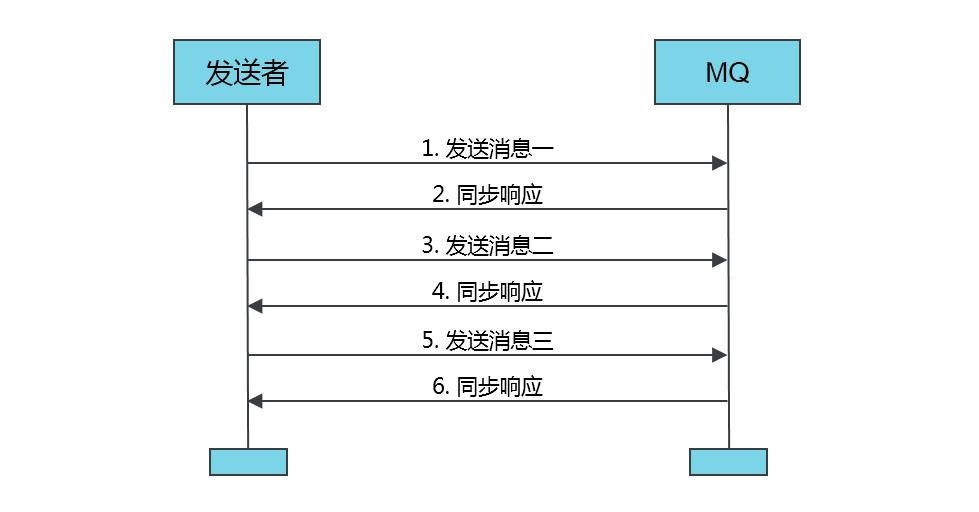 发送者
MQ
1. 发送消息一
2. 同步响应
3. 发送消息二
4. 同步响应
5. 发送消息三
6. 同步响应